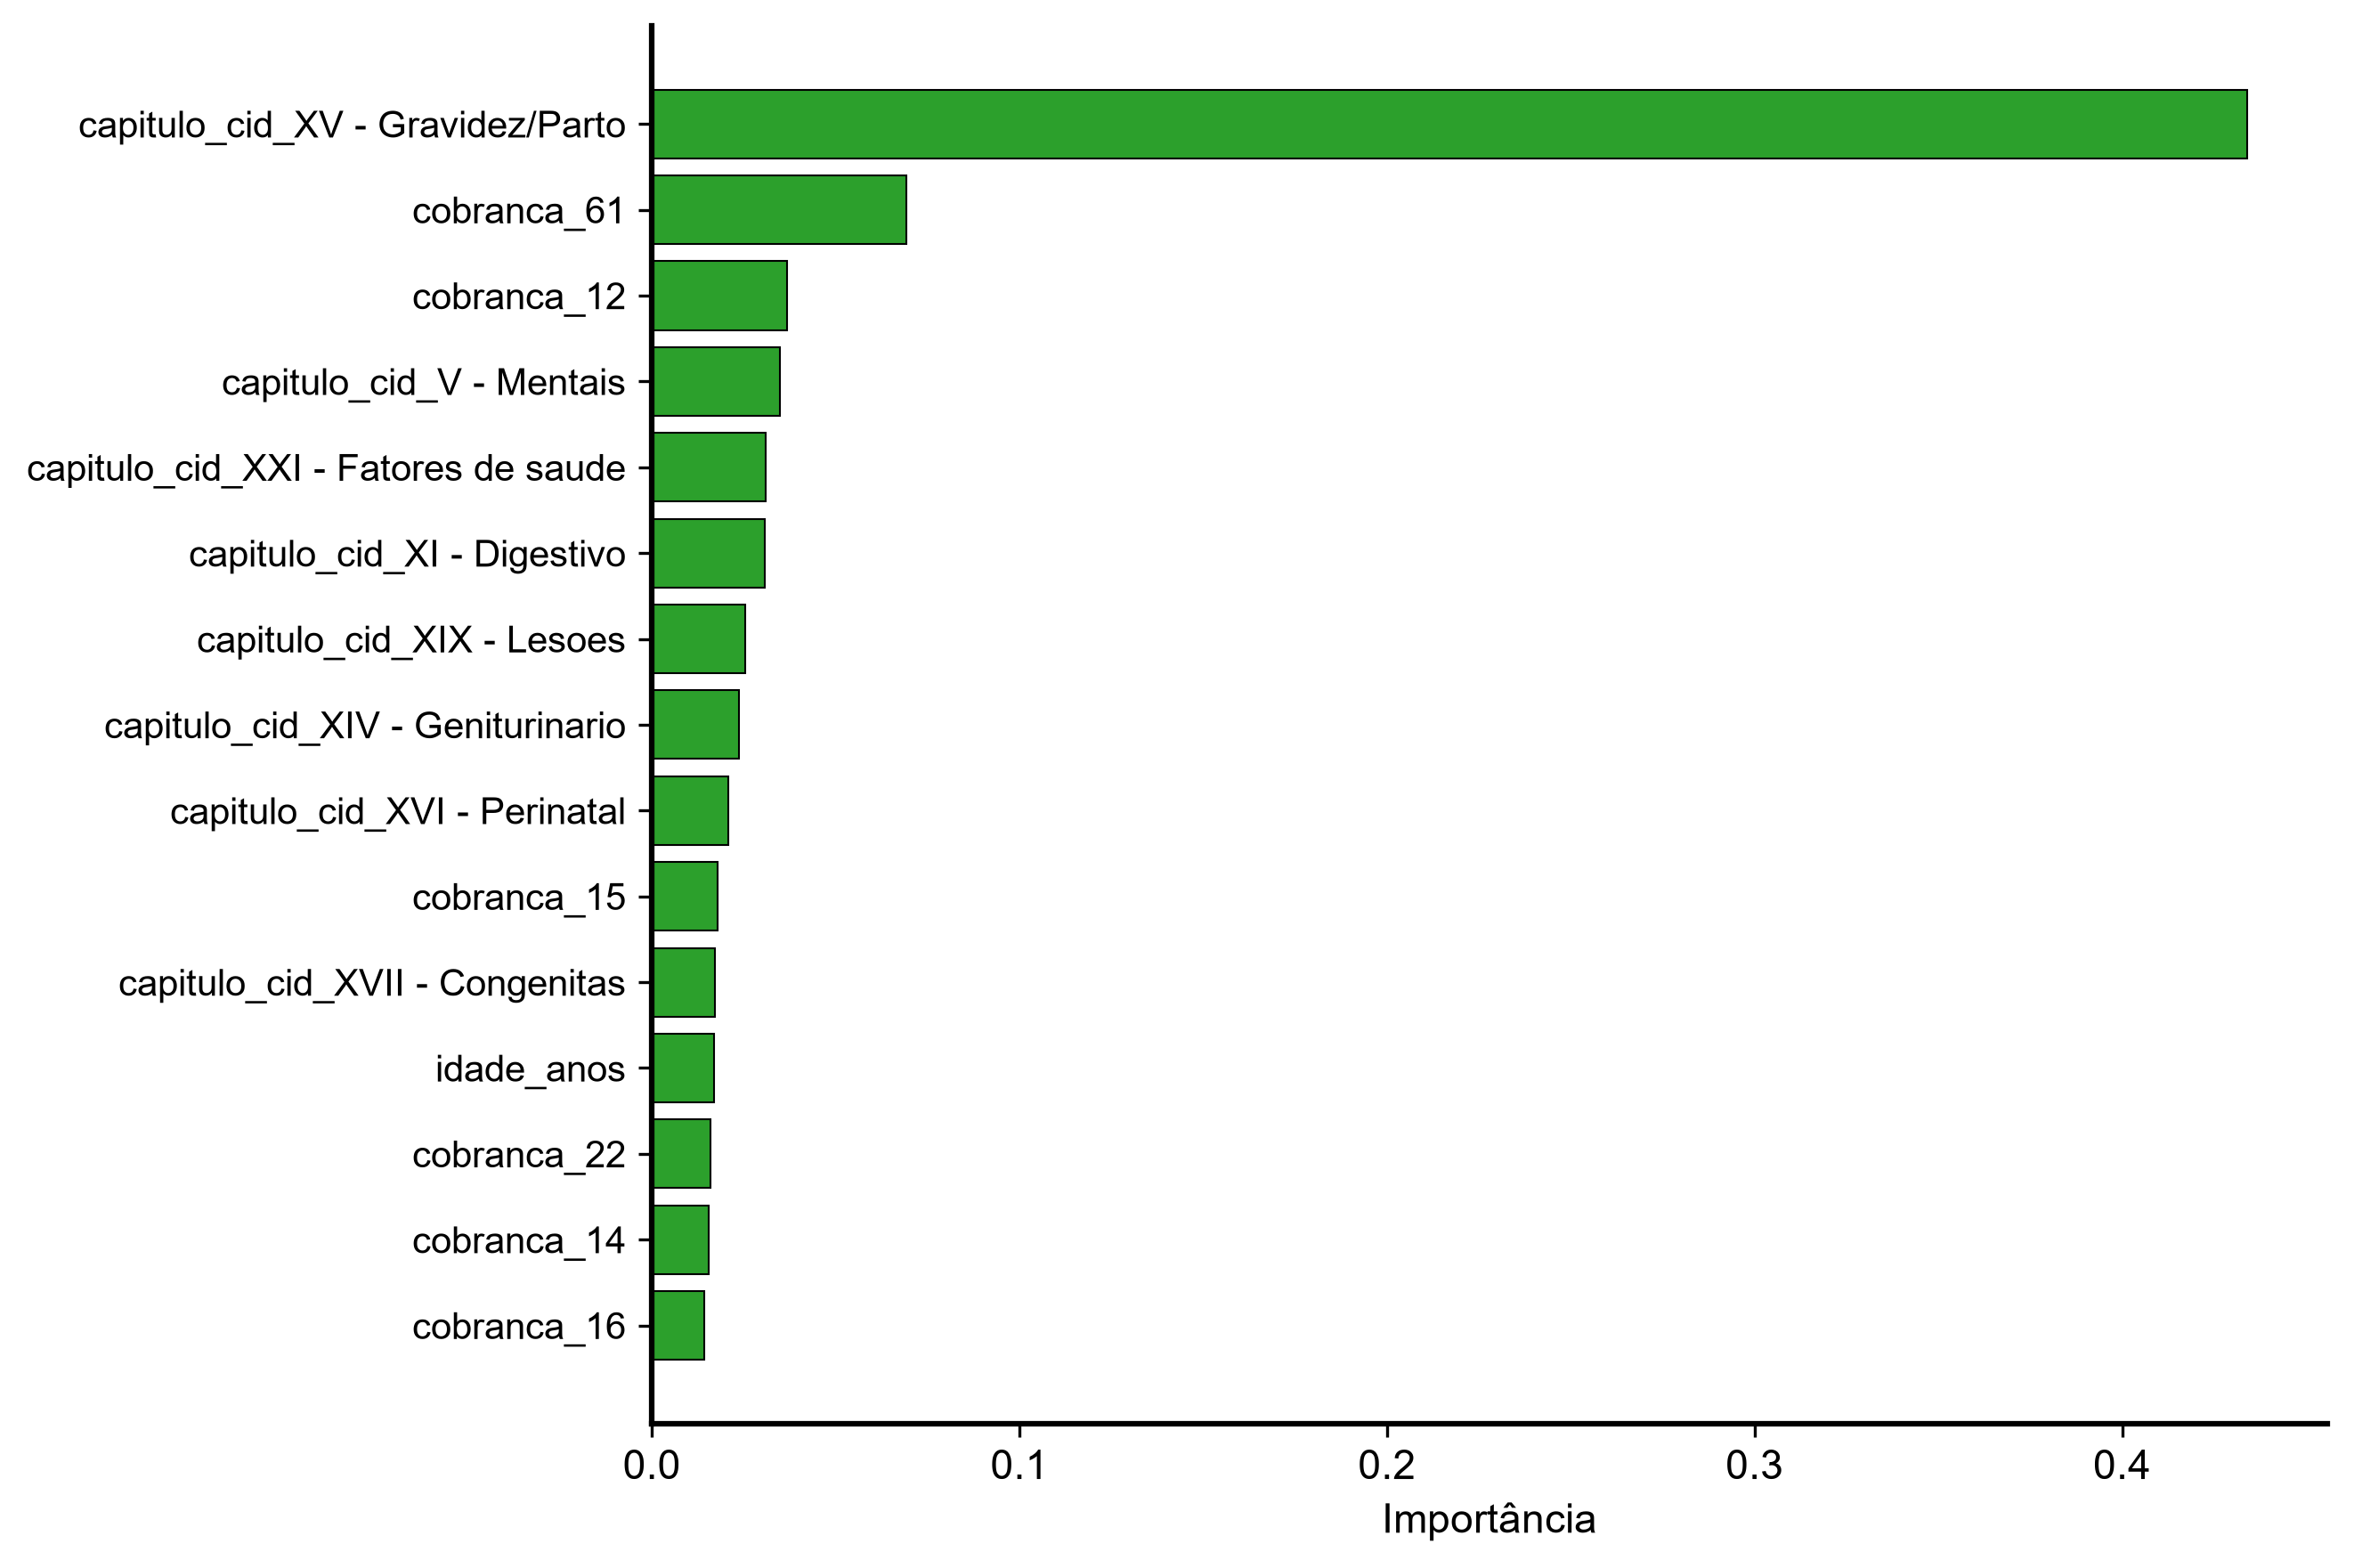 capitulo_cid_XV - Gravidez/Parto
cobranca_61
cobranca_12
capitulo_cid_V - Mentais
capitulo_cid_XXI - Fatores de saude
capitulo_cid_XI - Digestivo
capitulo_cid_XIX - Lesoes
capitulo_cid_XIV - Geniturinario
capitulo_cid_XVI - Perinatal
cobranca_15
capitulo_cid_XVII - Congenitas
idade_anos
cobranca_22
cobranca_14
cobranca_16
0.0 0.1 0.2 0.3 0.4
Importância